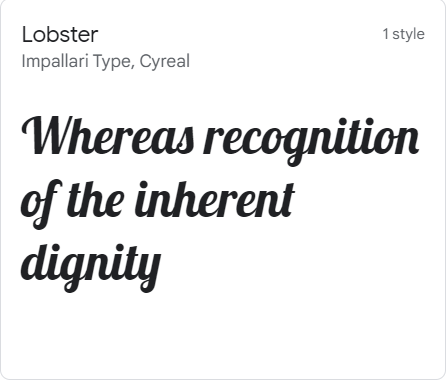 Lobster
1 style
Impallari Type, Cyreal
Whereas recognition
of the inherent
dignity